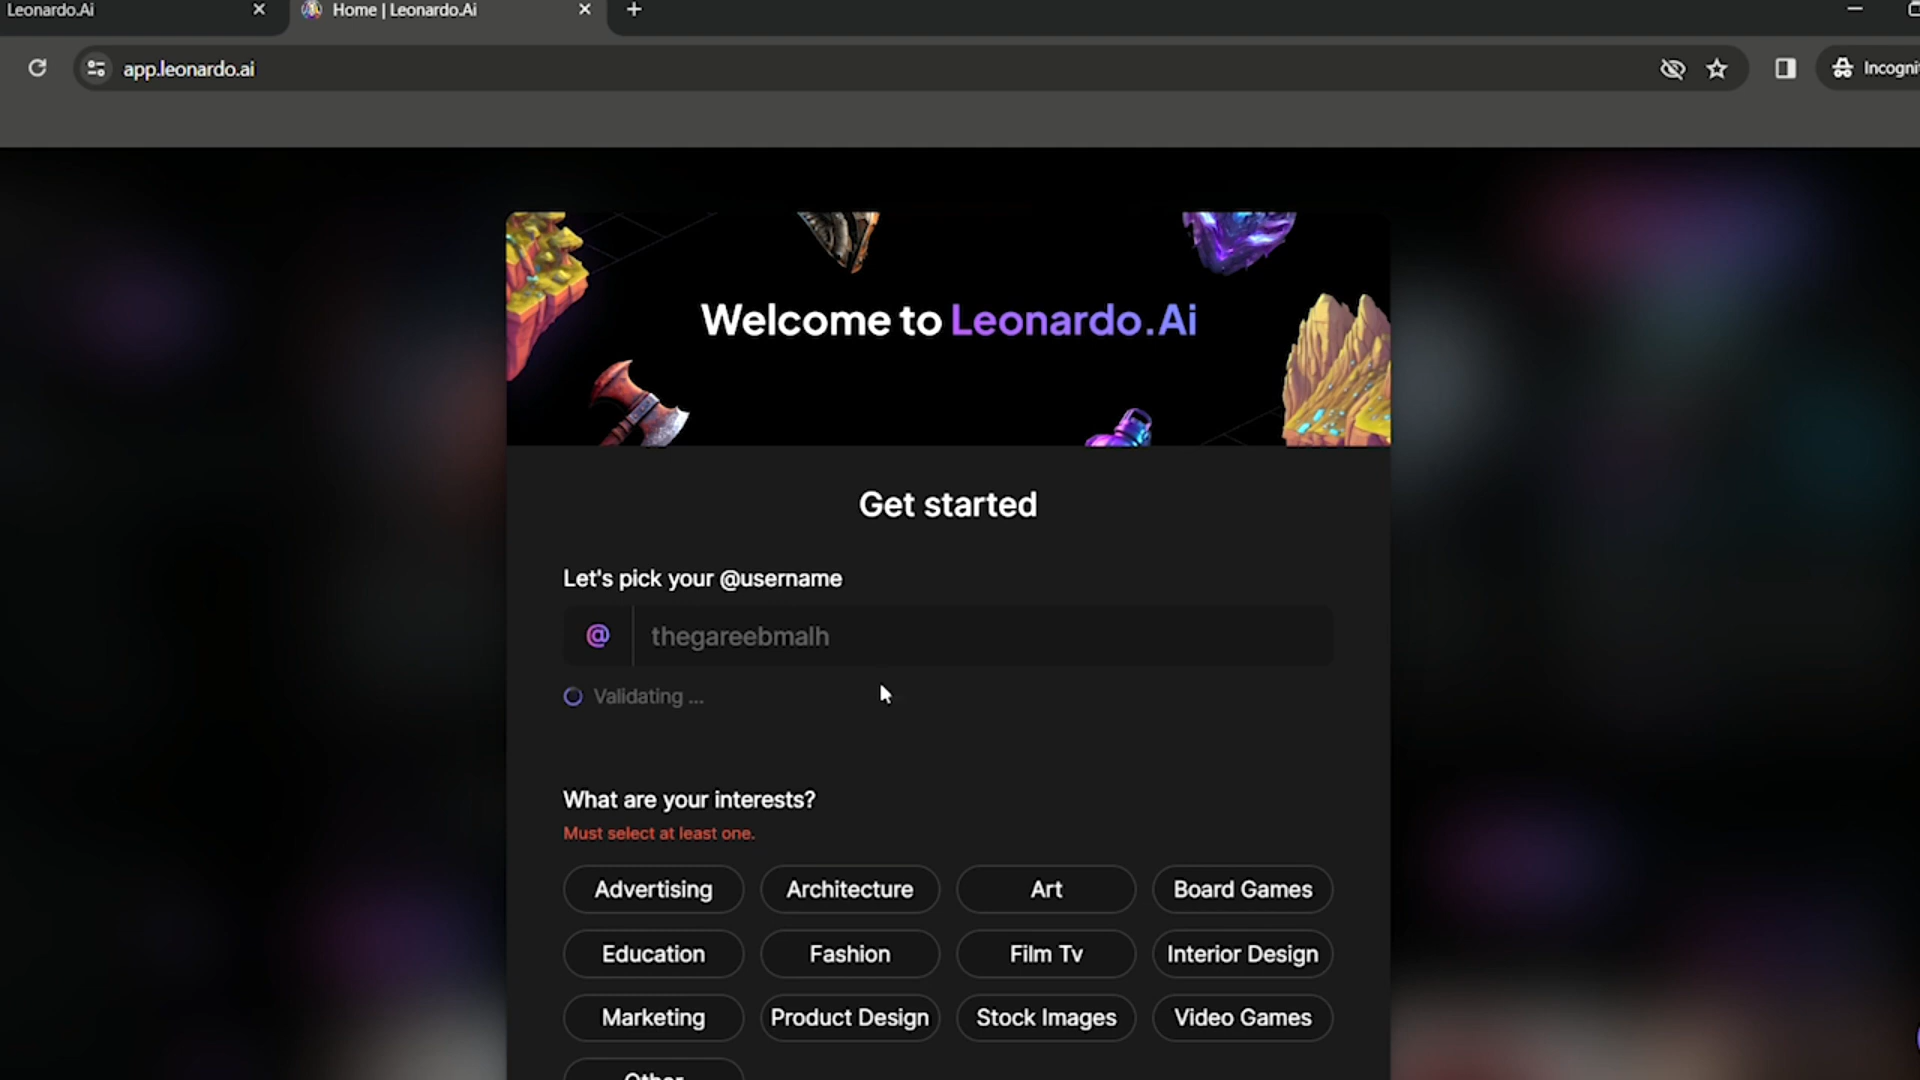 Leonardo.Ai
Home | Leonardo.Ai
app.leonardo.ai
Welcome to Leonardo.Ai
Get started
Let's pick your @username
@ thegareebmalh
Validating ...
What are your interests?
Must select at least one.
Advertising Architecture Art Board Games
Education Fashion Film Tv Interior Design
Marketing Product Design Stock Images Video Games